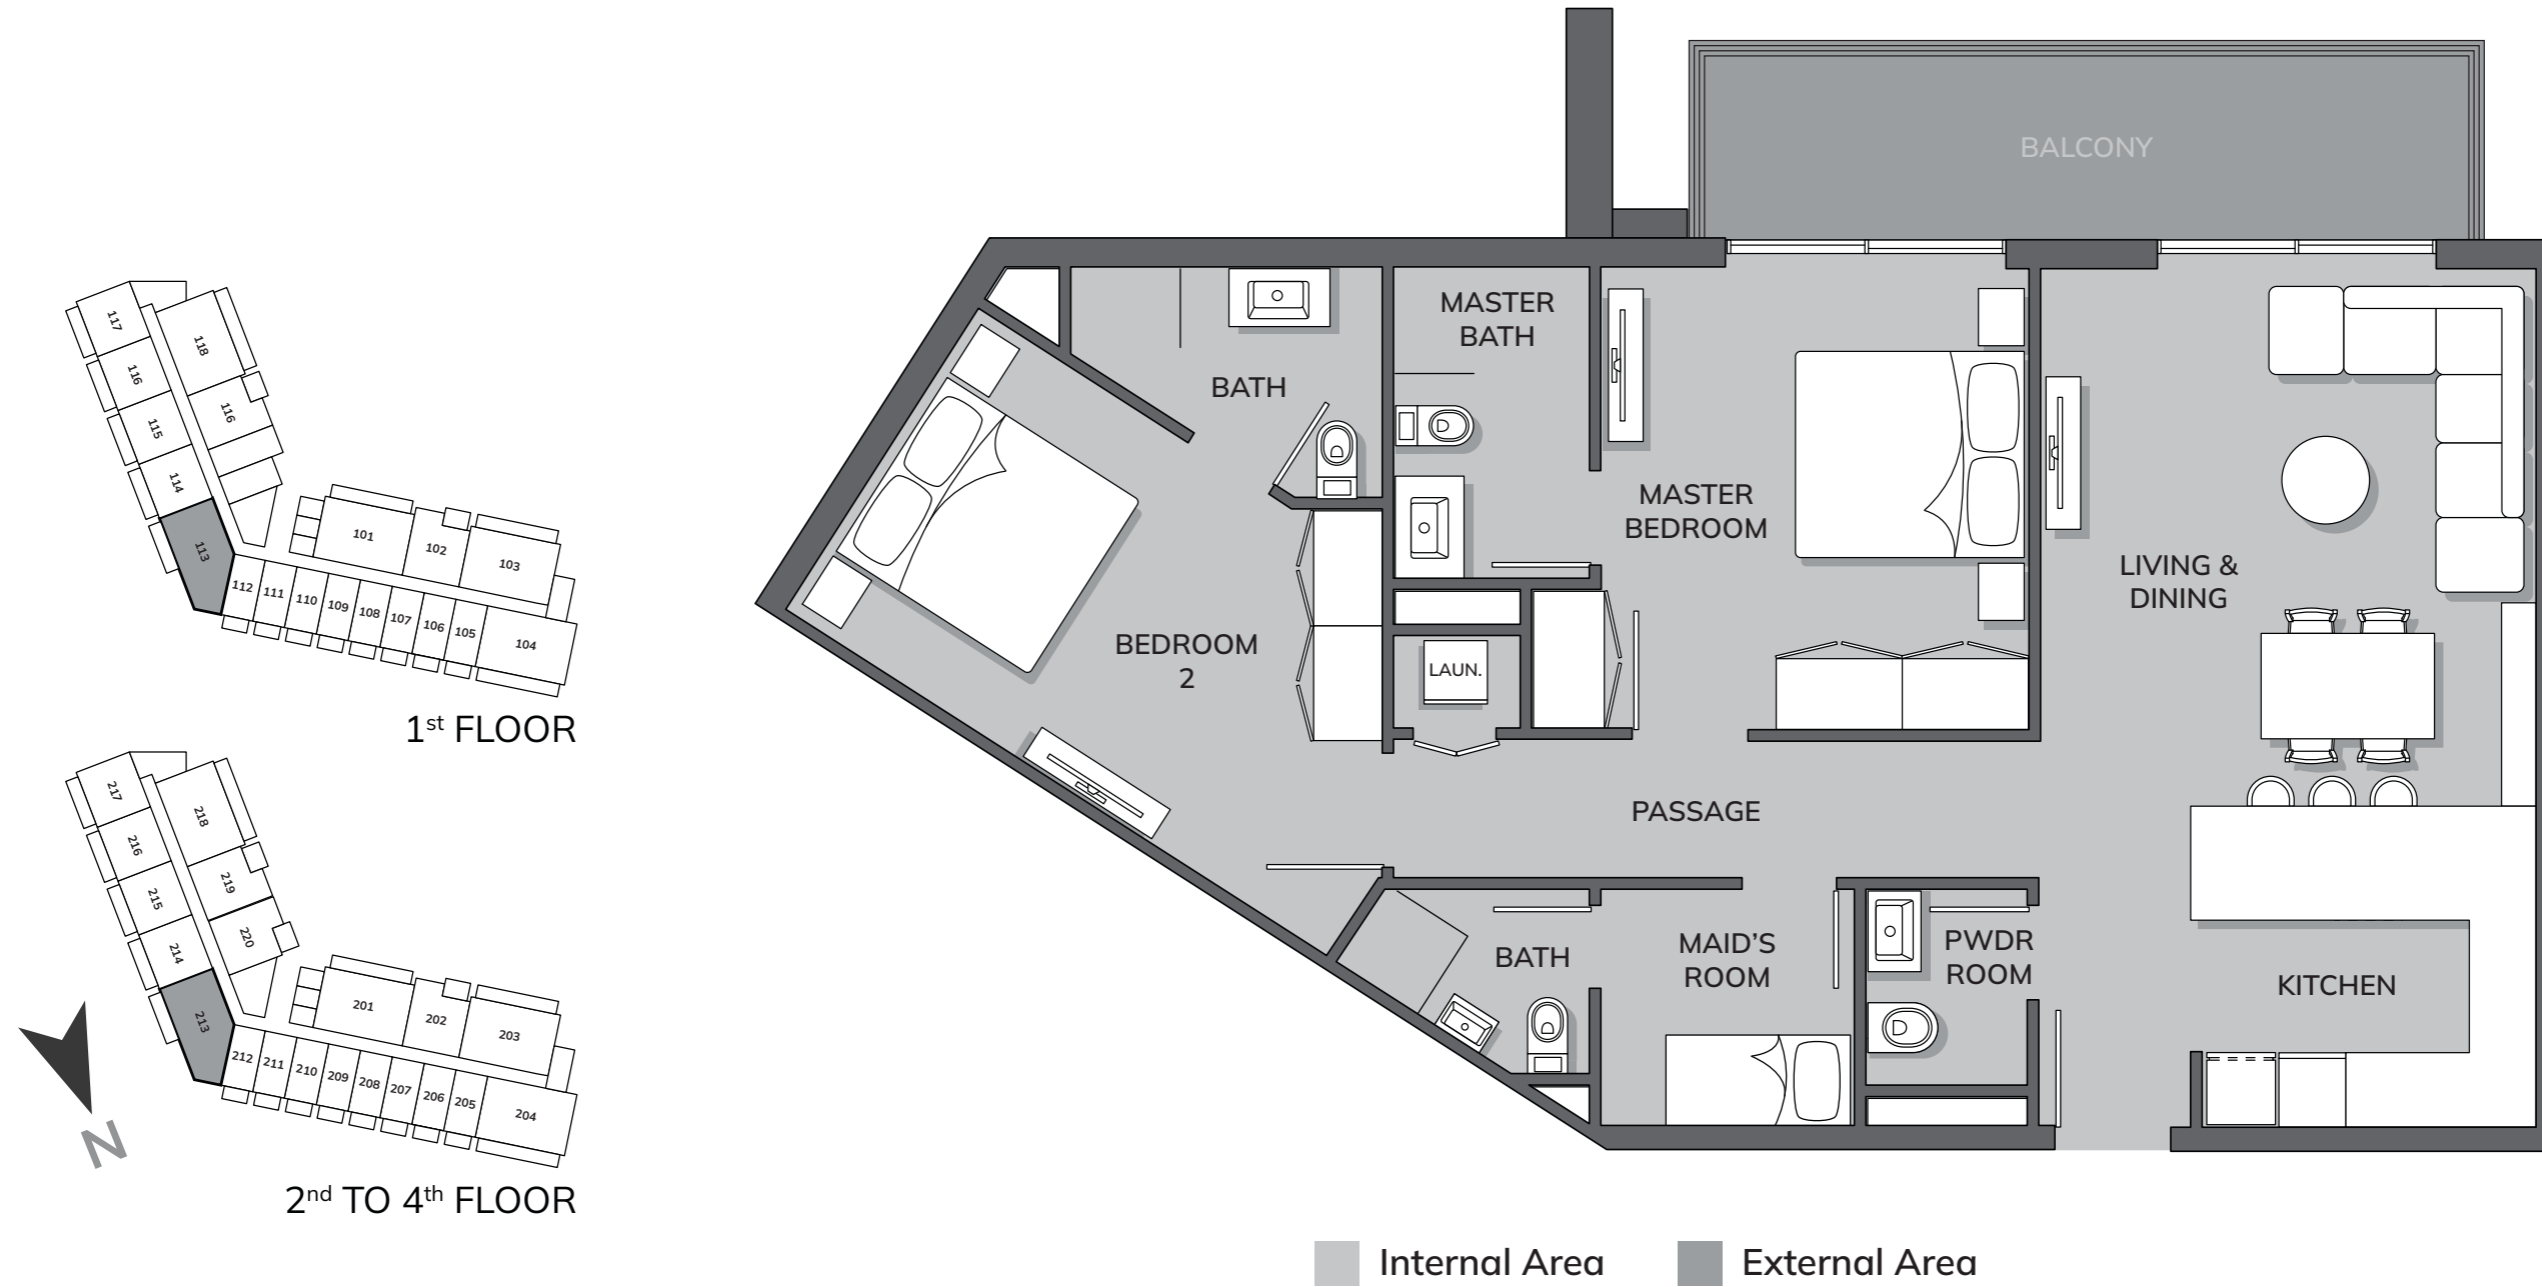 117
118
116
116
115
114
113
101
102
103
112
111
110
109
108
107
106
105
104
1st FLOOR
217
218
216
219
215
220
214
213
201
202
203
212
211
210
209
208
207
206
205
204
N
2nd TO 4th FLOOR
BALCONY
MASTER
BATH
BATH
MASTER
BEDROOM
LIVING &
DINING
BEDROOM
2
LAUN.
PASSAGE
BATH
MAID'S
ROOM
PWDR
ROOM
KITCHEN
Internal Area
External Area